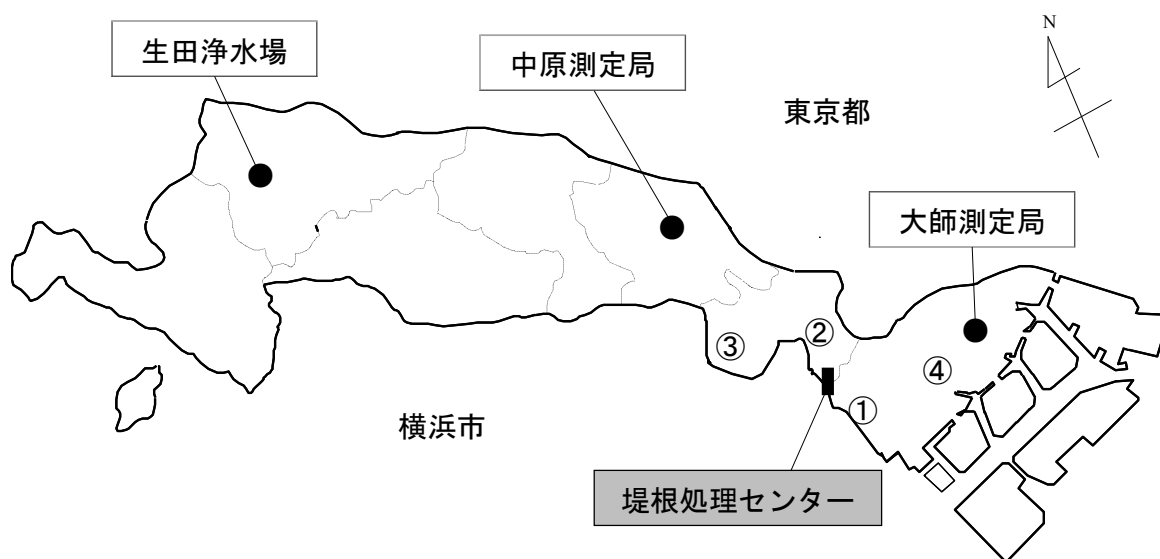 N
生田浄水場
中原測定局
東京都
大師測定局
②
③
④
①
横浜市
堤根処理センター